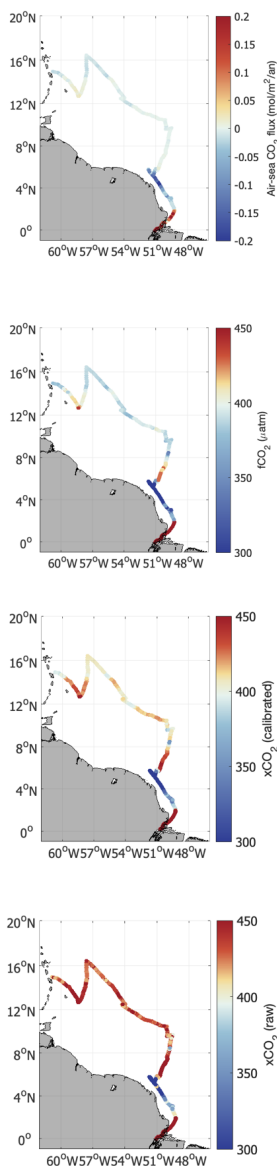 20°N
16°N
12°N
8°N
4°N
0°
60°W57°W 54°W 51°W 48°W
0.2
0.15
0.1
0.05
0
-0.05
-0.1
-0.15
-0.2
Air-sea CO₂ flux (mol/m²/an)
20°N
16°N
12°N
8°N
4°N
0°
60°W57°W 54°W 51°W 48°W
450
400
350
300
fCO₂ (μatm)
20°N
16°N
12°N
8°N
4°N
0°
60°W57°W 54°W 51°W 48°W
450
400
350
300
xCO₂ (calibrated)
20°N
16°N
12°N
8°N
4°N
0°
60°W57°W 54°W 51°W 48°W
450
400
350
300
xCO₂ (raw)